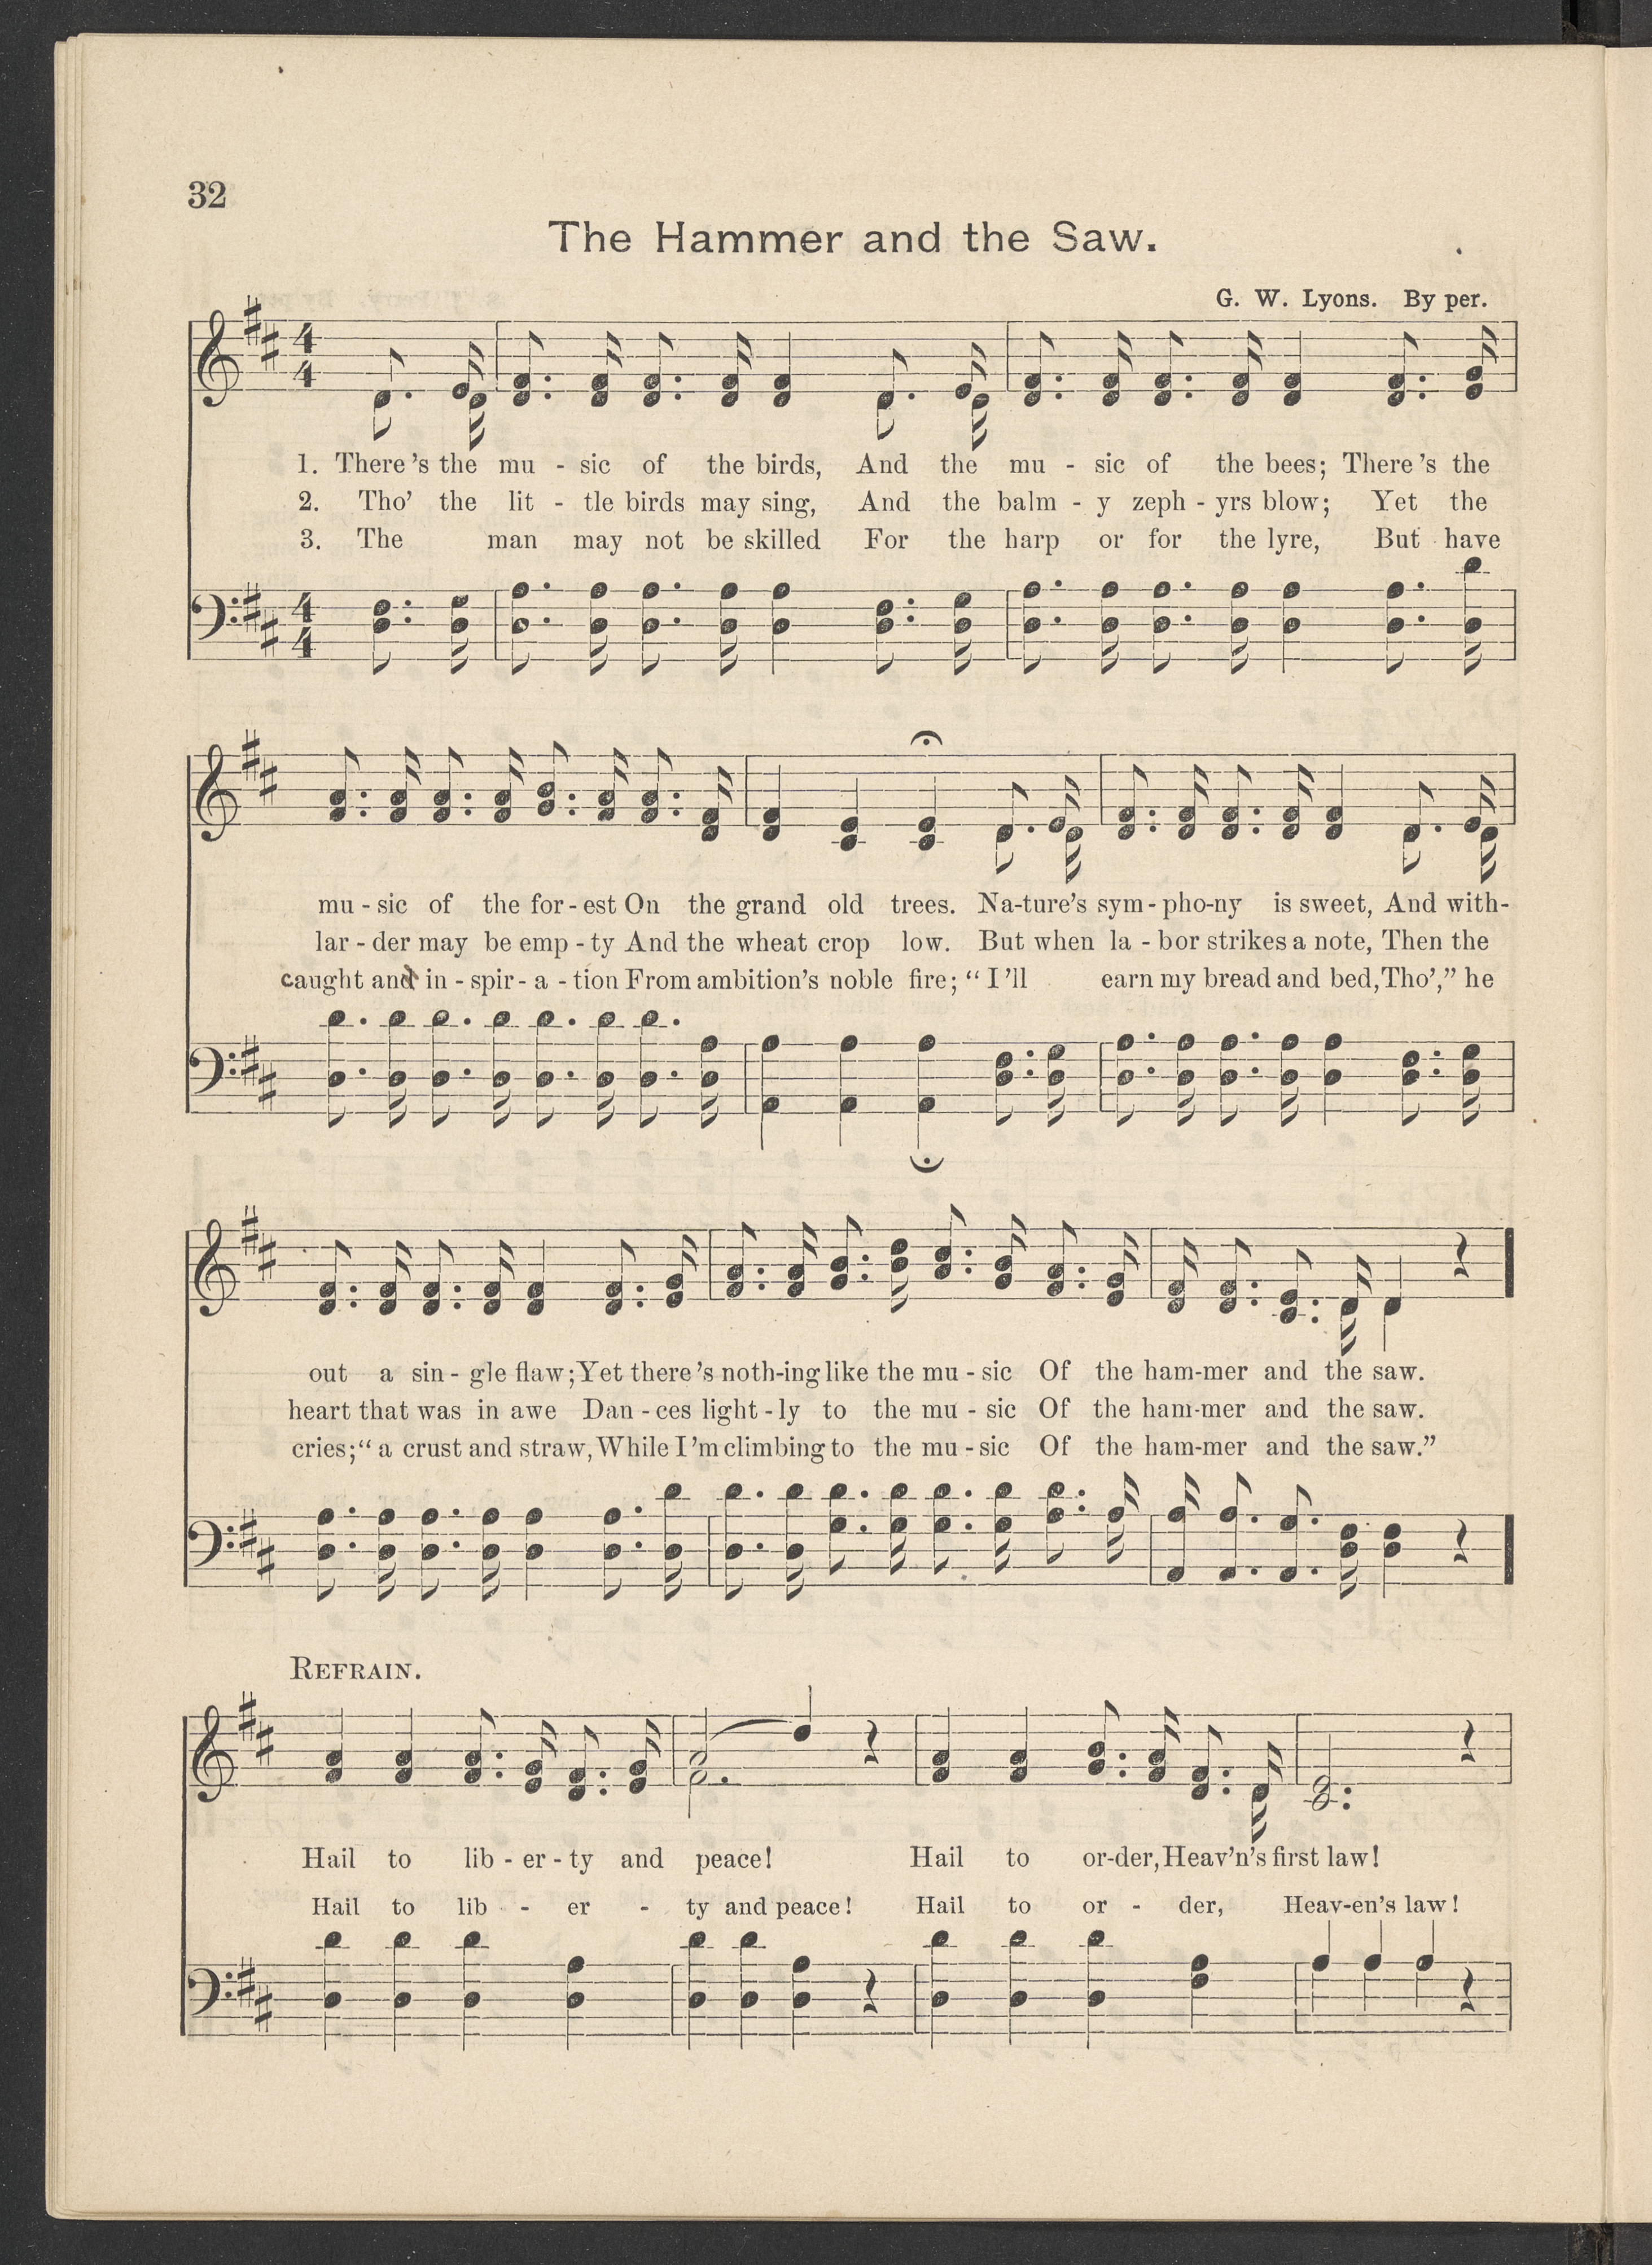 32
The Hammer and the Saw.
G. W. Lyons. By per.
4 4
1. There's the mu - sic of the birds, And the mu - sic of the bees; There's the
2. Tho' the lit - tle birds may sing, And the balm - y zeph - yrs blow; Yet the
3. The man may not be skilled For the harp or for the lyre, But have
4 4
mu - sic of the for - est On the grand old trees. Na-ture's sym - pho-ny is sweet, And with-
lar - der may be emp - ty And the wheat crop low. But when la - bor strikes a note, Then the
caught and in - spir - a - tion From ambition's noble fire; "I'll earn my bread and bed, Tho'," he
out a sin - gle flaw; Yet there's noth-ing like the mu - sic Of the ham-mer and the saw.
heart that was in awe Dan - ces light - ly to the mu - sic Of the ham-mer and the saw.
cries; "a crust and straw, While I'm climbing to the mu - sic Of the ham-mer and the saw."
REFRAIN.
Hail to lib - er - ty and peace! Hail to or-der, Heav'n's first law!
Hail to lib - er - ty and peace! Hail to or - der, Heav-en's law!